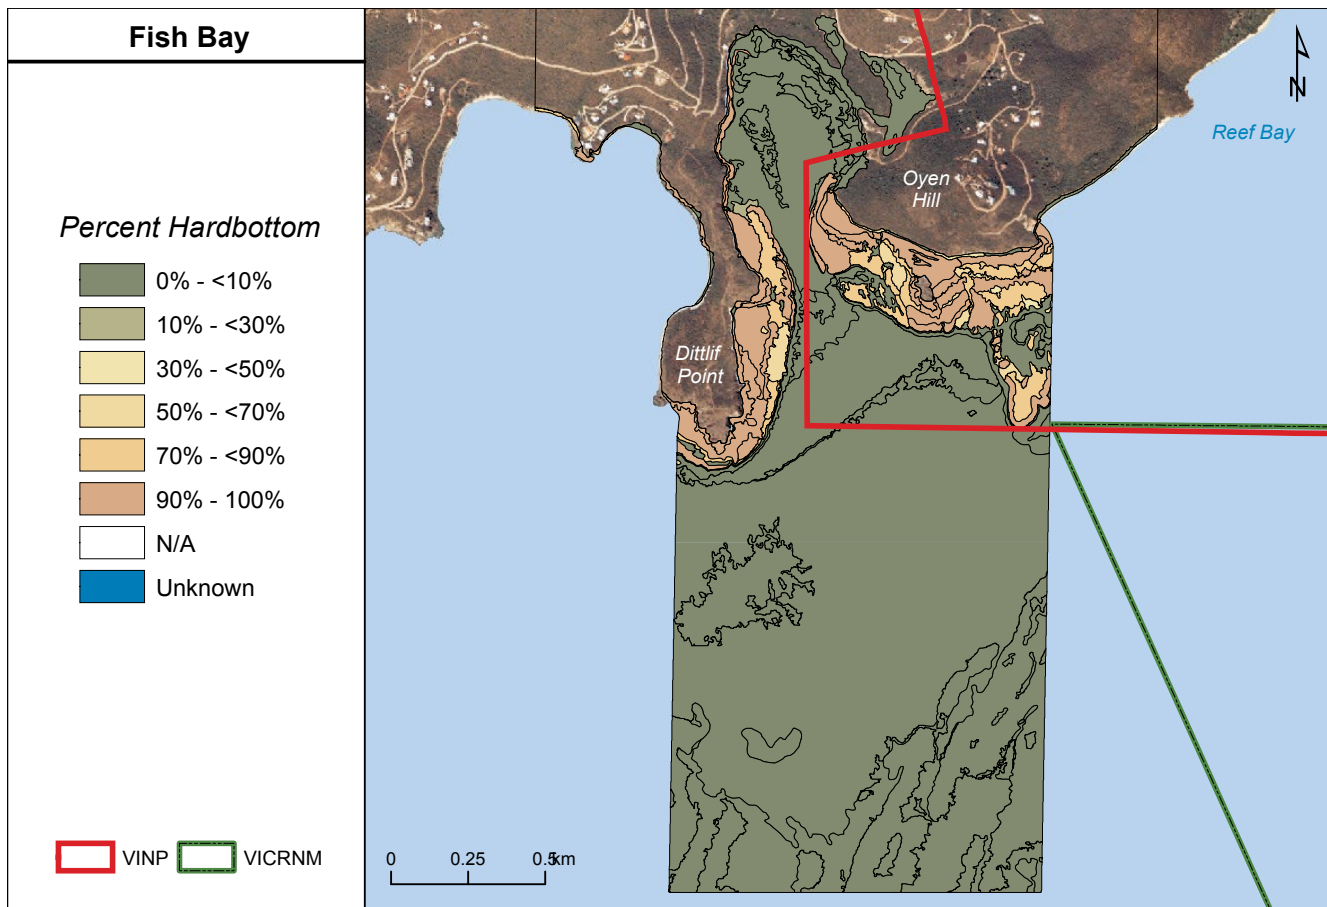 Fish Bay
Percent Hardbottom
0% - <10%
10% - <30%
30% - <50%
50% - <70%
70% - <90%
90% - 100%
N/A
Unknown
VINP
VICRNM
N
Reef Bay
Oyen
Hill
Dittlif
Point
0
0.25
0.5
km